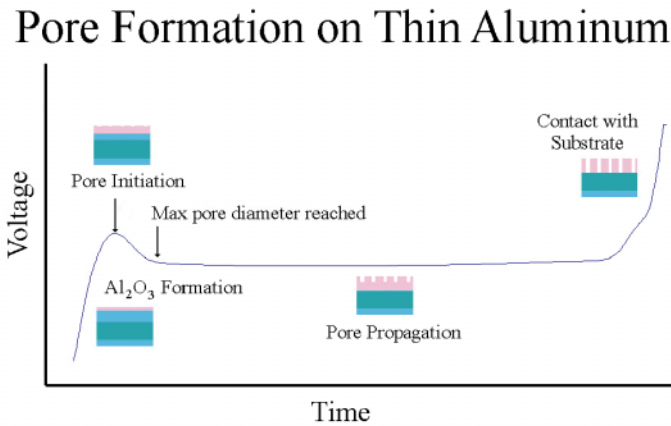 Pore Formation on Thin Aluminum
Contact with
Substrate
Pore Initiation
Max pore diameter reached
Voltage
Al₂O₃ Formation
Pore Propagation
Time